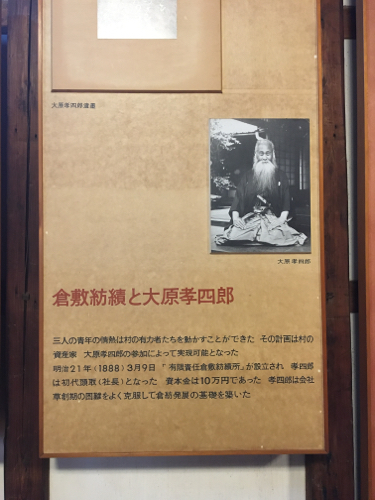 大原孝四郎遺墨
大原孝四郎
倉敷紡績と大原孝四郎
三人の青年の情熱は村の有力者たちを動かすことができた その計画は村の
資産家 大原孝四郎の参加によって実現可能となった
明治21年(1888)3月9日「有限責任倉敷紡績所」が設立され 孝四郎
は初代頭取(社長)となった 資本金は10万円であった 孝四郎は会社
草創期の困難をよく克服して倉紡発展の基礎を築いた